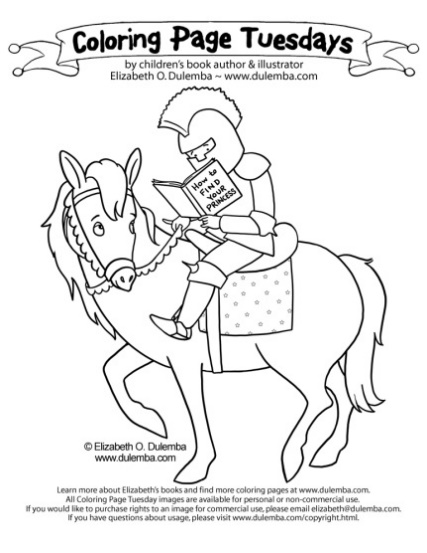 Coloring Page Tuesdays
by children's book author & illustrator
Elizabeth O. Dulemba ~ www.dulemba.com
How to
FIND
YOUR
PRINCESS
© Elizabeth O. Dulemba
www.dulemba.com
Learn more about Elizabeth's books and find more coloring pages at www.dulemba.com.
All Coloring Page Tuesday images are available for personal or non-commercial use.
If you would like to purchase rights to an image for commercial use, please email elizabeth@dulemba.com.
If you have questions about usage, please visit www.dulemba.com/copyright.html.